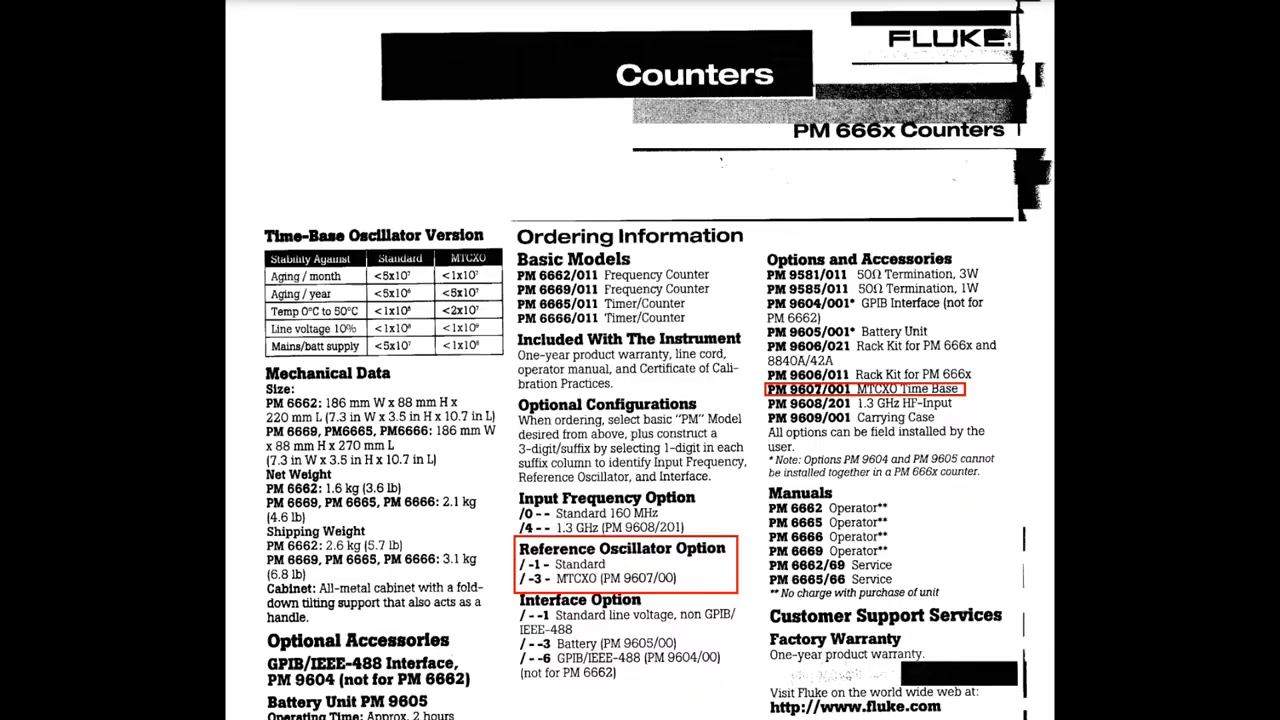 FLUKE
Counters
PM 666x Counters
Time-Base Oscillator Version
Stability Against Standard MTCXO
Aging / month <5x10⁷ <1x10⁷
Aging / year <5x10⁶ <5x10⁷
Temp 0°C to 50°C <1x10⁶ <2x10⁷
Line voltage 10% <1x10⁸ <1x10⁹
Mains/batt supply <5x10⁷ <1x10⁸
Mechanical Data
Size:
PM 6662: 186 mm W x 88 mm H x
220 mm L (7.3 in W x 3.5 in H x 10.7 in L)
PM 6669, PM6665, PM6666: 186 mm W
x 88 mm H x 270 mm L
(7.3 in W x 3.5 in H x 10.7 in L)
Net Weight
PM 6662: 1.6 kg (3.6 lb)
PM 6669, PM 6665, PM 6666: 2.1 kg
(4.6 lb)
Shipping Weight
PM 6662: 2.6 kg (5.7 lb)
PM 6669, PM 6665, PM 6666: 3.1 kg
(6.8 lb)
Cabinet: All-metal cabinet with a fold-
down tilting support that also acts as a
handle.
Optional Accessories
GPIB/IEEE-488 Interface,
PM 9604 (not for PM 6662)
Battery Unit PM 9605
Operating Time: Approx. 2 hours
Ordering Information
Basic Models
PM 6662/011 Frequency Counter
PM 6669/011 Frequency Counter
PM 6665/011 Timer/Counter
PM 6666/011 Timer/Counter
Included With The Instrument
One-year product warranty, line cord,
operator manual, and Certificate of Cali-
bration Practices.
Optional Configurations
When ordering, select basic "PM" Model
desired from above, plus construct a
3-digit/suffix by selecting 1-digit in each
suffix column to identify Input Frequency,
Reference Oscillator, and Interface.
Input Frequency Option
/0 - - Standard 160 MHz
/4 - - 1.3 GHz (PM 9608/201)
Reference Oscillator Option
/ -1 - Standard
/ -3 - MTCXO (PM 9607/00)
Interface Option
/ - -1 Standard line voltage, non GPIB/
IEEE-488
/ - -3 Battery (PM 9605/00)
/ - -6 GPIB/IEEE-488 (PM 9604/00)
(not for PM 6662)
Options and Accessories
PM 9581/011 50Ω Termination, 3W
PM 9585/011 50Ω Termination, 1W
PM 9604/001* GPIB Interface (not for
PM 6662)
PM 9605/001* Battery Unit
PM 9606/021 Rack Kit for PM 666x and
8840A/42A
PM 9606/011 Rack Kit for PM 666x
PM 9607/001 MTCXO Time Base
PM 9608/201 1.3 GHz HF-Input
PM 9609/001 Carrying Case
All options can be field installed by the
user.
* Note: Options PM 9604 and PM 9605 cannot
be installed together in a PM 666x counter.
Manuals
PM 6662 Operator**
PM 6665 Operator**
PM 6666 Operator**
PM 6669 Operator**
PM 6662/69 Service
PM 6665/66 Service
** No charge with purchase of unit
Customer Support Services
Factory Warranty
One-year product warranty.
Visit Fluke on the world wide web at:
http://www.fluke.com